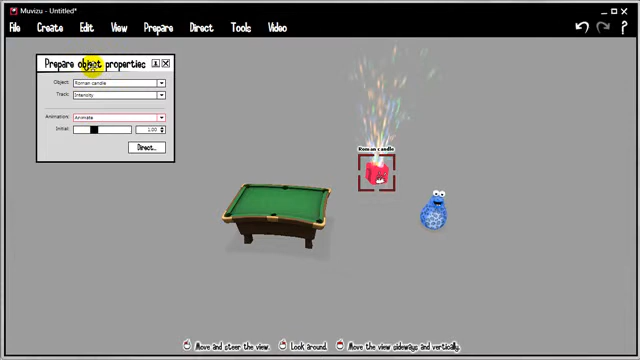 Muvizu - Untitled*
File Create Edit View Prepare Direct Tools Video
Prepare object properties
Object: Roman candle
Track: Intensity
Animation: Animate
Initial: 1.00
Direct...
Roman candle
Move and steer the view. Look around. Move the view sideways and vertically.